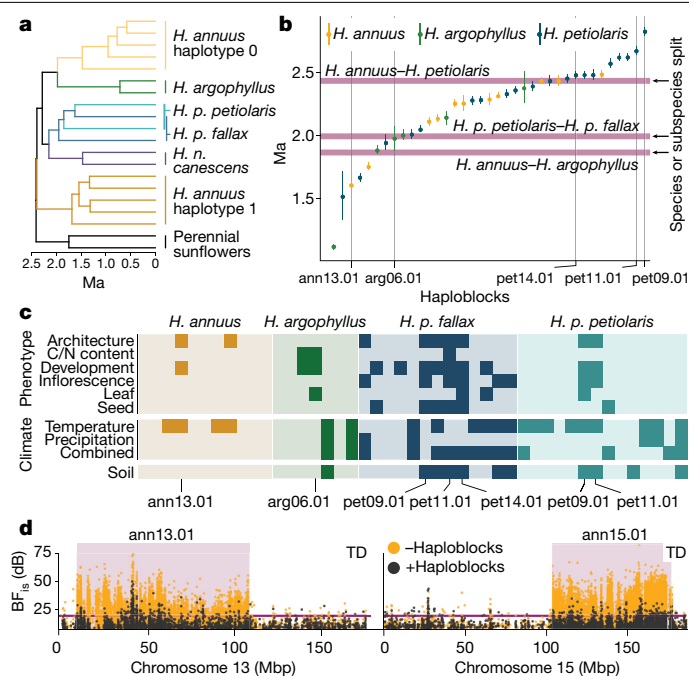 a
H. annuus
haplotype 0
H. argophyllus
H. p. petiolaris
H. p. fallax
H. n.
canescens
H. annuus
haplotype 1
Perennial
sunflowers
2.5 2.0 1.5 1.0 0.5 0
Ma
b
H. annuus H. argophyllus H. petiolaris
2.5
2.0
1.5
Ma
H. annuus–H. petiolaris
H. p. petiolaris–H. p. fallax
H. annuus–H. argophyllus
Species or subspecies split
ann13.01 arg06.01 pet14.01 pet11.01 pet09.01
Haploblocks
c
H. annuus H. argophyllus H. p. fallax H. p. petiolaris
Phenotype
Architecture
C/N content
Development
Inflorescence
Leaf
Seed
Climate
Temperature
Precipitation
Combined
Soil
ann13.01 arg06.01 pet09.01 pet11.01 pet14.01 pet09.01 pet11.01
d
ann13.01 ann15.01
TD TD
–Haploblocks
+Haploblocks
BFis (dB)
75
50
25
0 50 100 150 0 50 100 150
Chromosome 13 (Mbp) Chromosome 15 (Mbp)